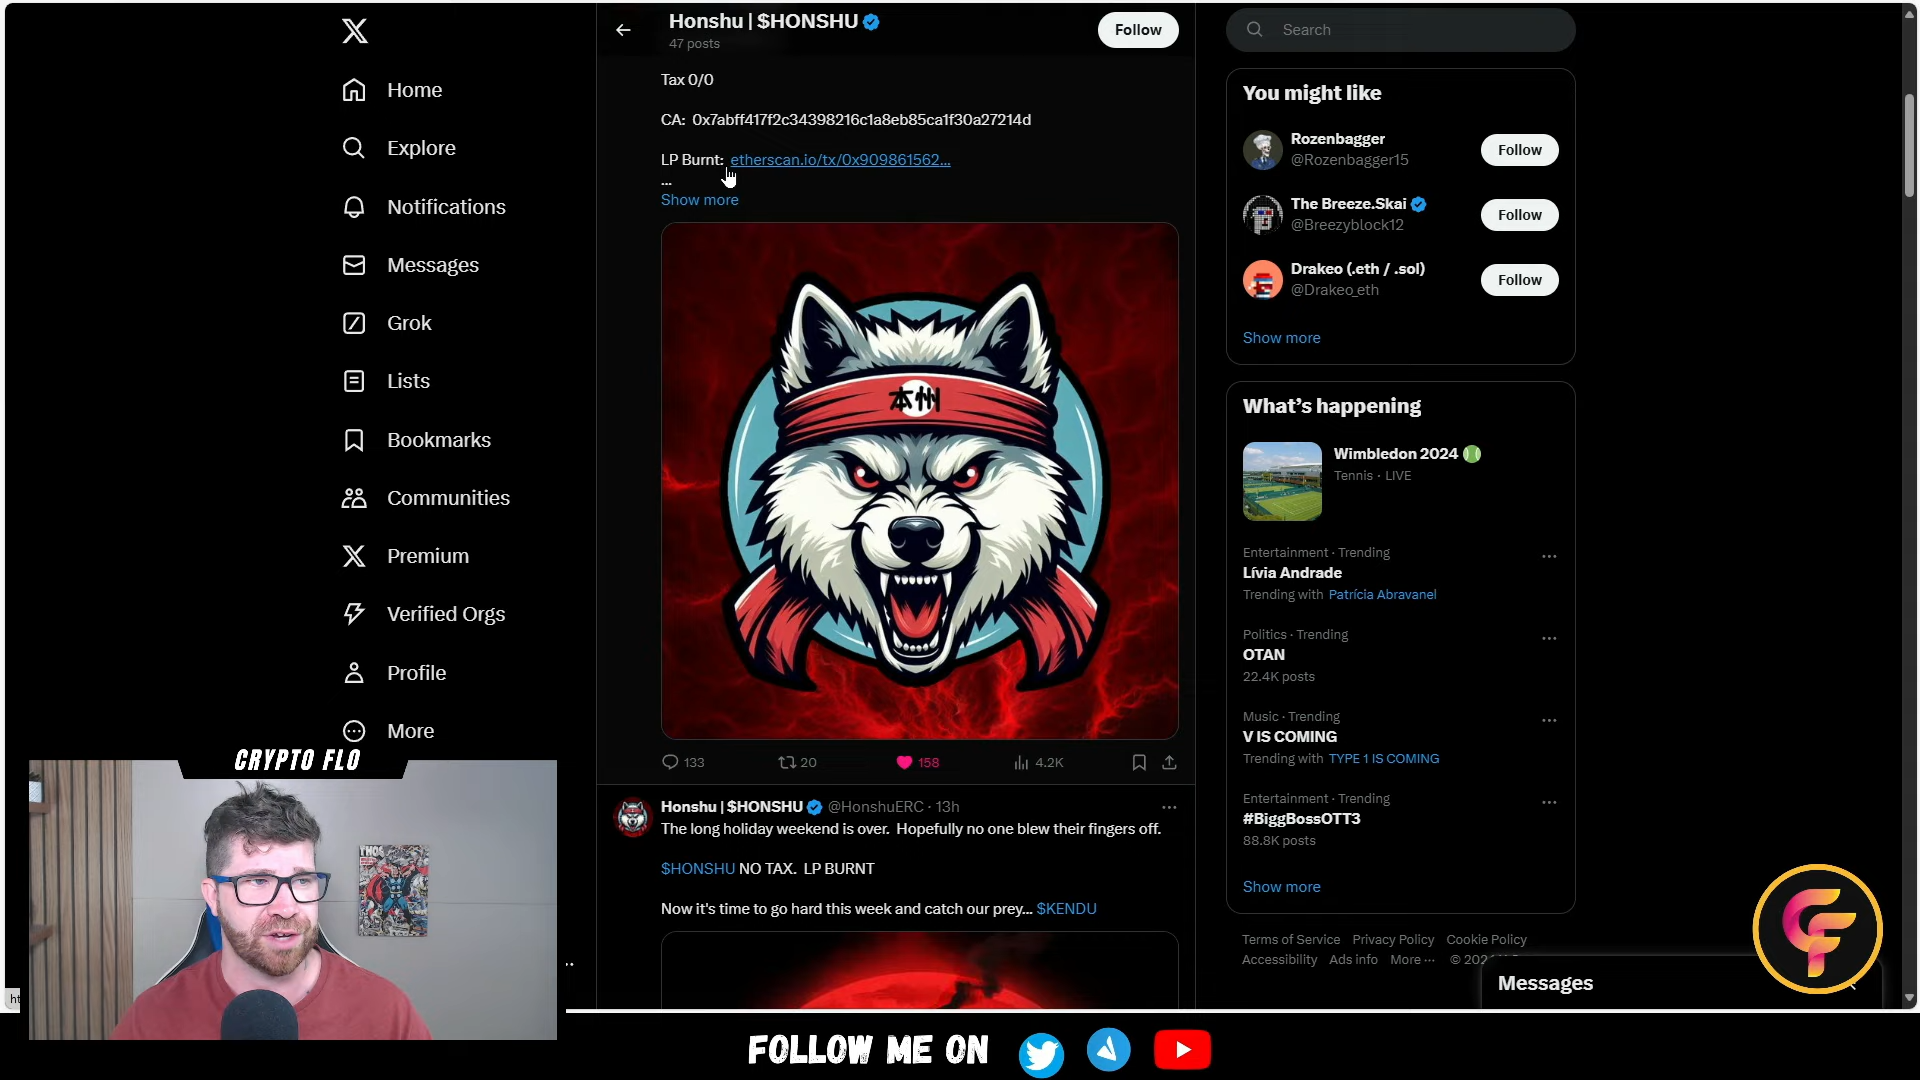 Home
Explore
Notifications
Messages
Grok
Lists
Bookmarks
Communities
Premium
Verified Orgs
Profile
More
CRYPTO FLO
THOR
Honshu | $HONSHU
47 posts
Follow
Tax 0/0
CA: 0x7abff417f2c34398216c1a8eb85ca1f30a27214d
LP Burnt: etherscan.io/tx/0x909861562...
...
Show more
本州
133 20 158 4.2K
Honshu | $HONSHU @HonshuERC · 13h
The long holiday weekend is over. Hopefully no one blew their fingers off.
$HONSHU NO TAX. LP BURNT
Now it's time to go hard this week and catch our prey... $KENDU
Search
You might like
Rozenbagger
@Rozenbagger15
Follow
The Breeze.Skai
@Breezyblock12
Follow
Drakeo (.eth / .sol)
@Drakeo_eth
Follow
Show more
What's happening
Wimbledon 2024
Tennis · LIVE
Entertainment · Trending
Lívia Andrade
Trending with Patrícia Abravanel
Politics · Trending
OTAN
22.4K posts
Music · Trending
V IS COMING
Trending with TYPE 1 IS COMING
Entertainment · Trending
#BiggBossOTT3
88.8K posts
Show more
Terms of Service Privacy Policy Cookie Policy
Accessibility Ads info More ··· © 202
Messages
FOLLOW ME ON